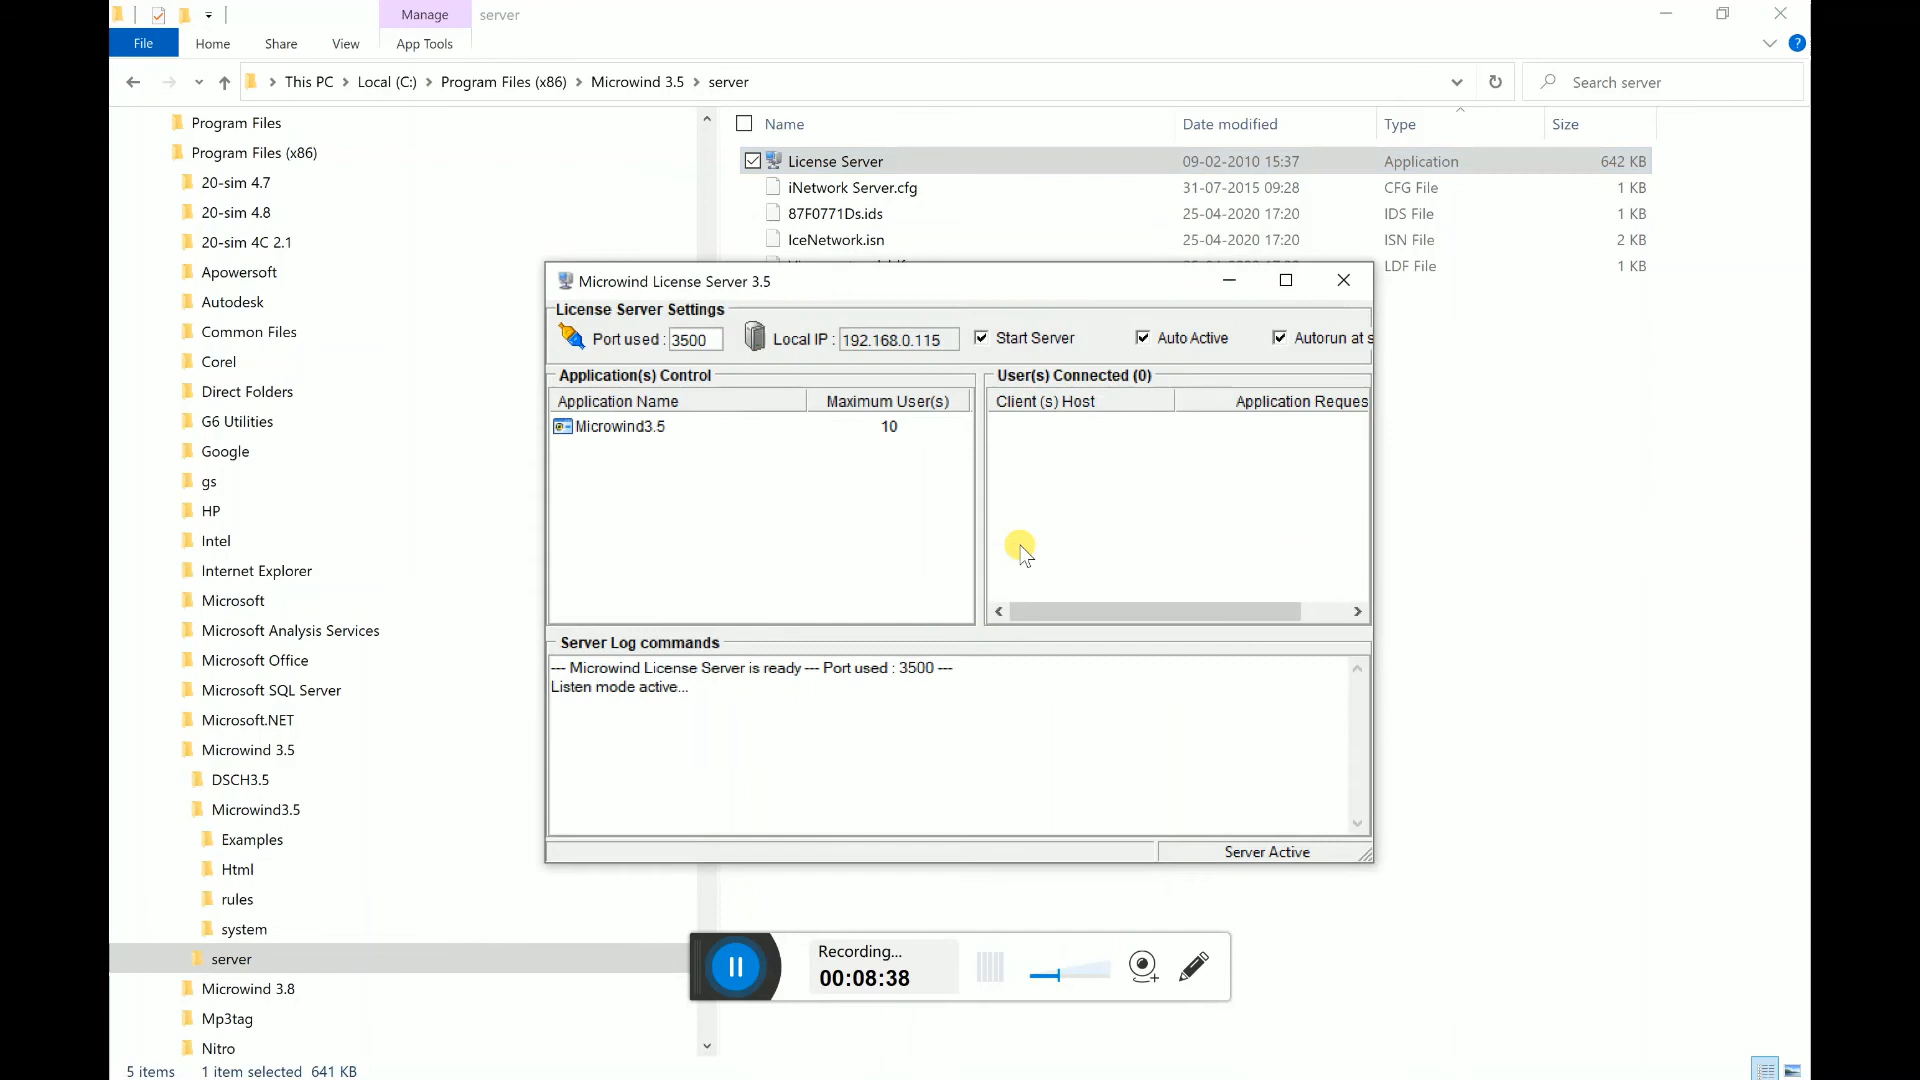 Manage
server
File
Home
Share
View
App Tools
This PC
Local (C:)
Program Files (x86)
Microwind 3.5
server
Search server
Program Files
Program Files (x86)
20-sim 4.7
20-sim 4.8
20-sim 4C 2.1
Apowersoft
Autodesk
Common Files
Corel
Direct Folders
G6 Utilities
Google
gs
HP
Intel
Internet Explorer
Microsoft
Microsoft Analysis Services
Microsoft Office
Microsoft SQL Server
Microsoft.NET
Microwind 3.5
DSCH3.5
Microwind3.5
Examples
Html
rules
system
server
Microwind 3.8
Mp3tag
Nitro
Name Date modified Type Size
License Server 09-02-2010 15:37 Application 642 KB
iNetwork Server.cfg 31-07-2015 09:28 CFG File 1 KB
87F0771Ds.ids 25-04-2020 17:20 IDS File 1 KB
IceNetwork.isn 25-04-2020 17:20 ISN File 2 KB
LDF File 1 KB
Microwind License Server 3.5
License Server Settings
Port used : 3500 Local IP : 192.168.0.115 Start Server Auto Active Autorun at s
Application(s) Control
Application Name Maximum User(s)
Microwind3.5 10
User(s) Connected (0)
Client (s) Host Application Reques
Server Log commands
--- Microwind License Server is ready --- Port used : 3500 ---
Listen mode active...
Server Active
Recording...
00:08:38
5 items 1 item selected 641 KB